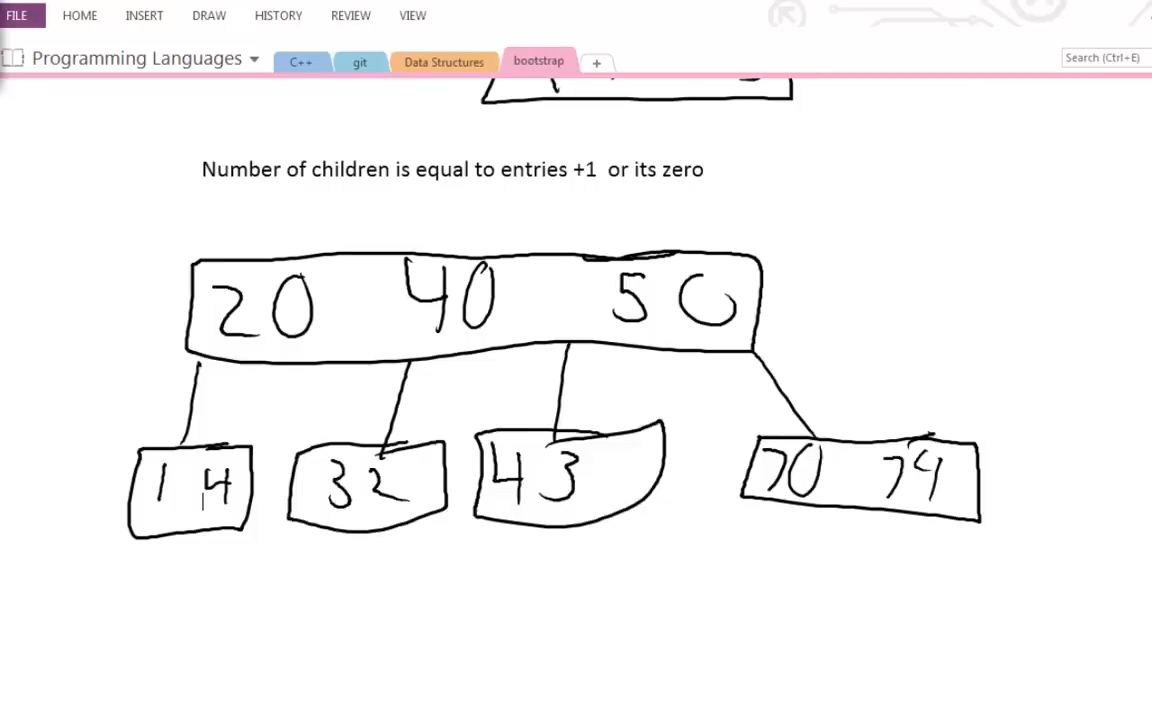 FILE HOME INSERT DRAW HISTORY REVIEW VIEW
Programming Languages C++ git Data Structures bootstrap + Search (Ctrl+E)
Number of children is equal to entries +1 or its zero
20 40 50
14 32 43 70 79